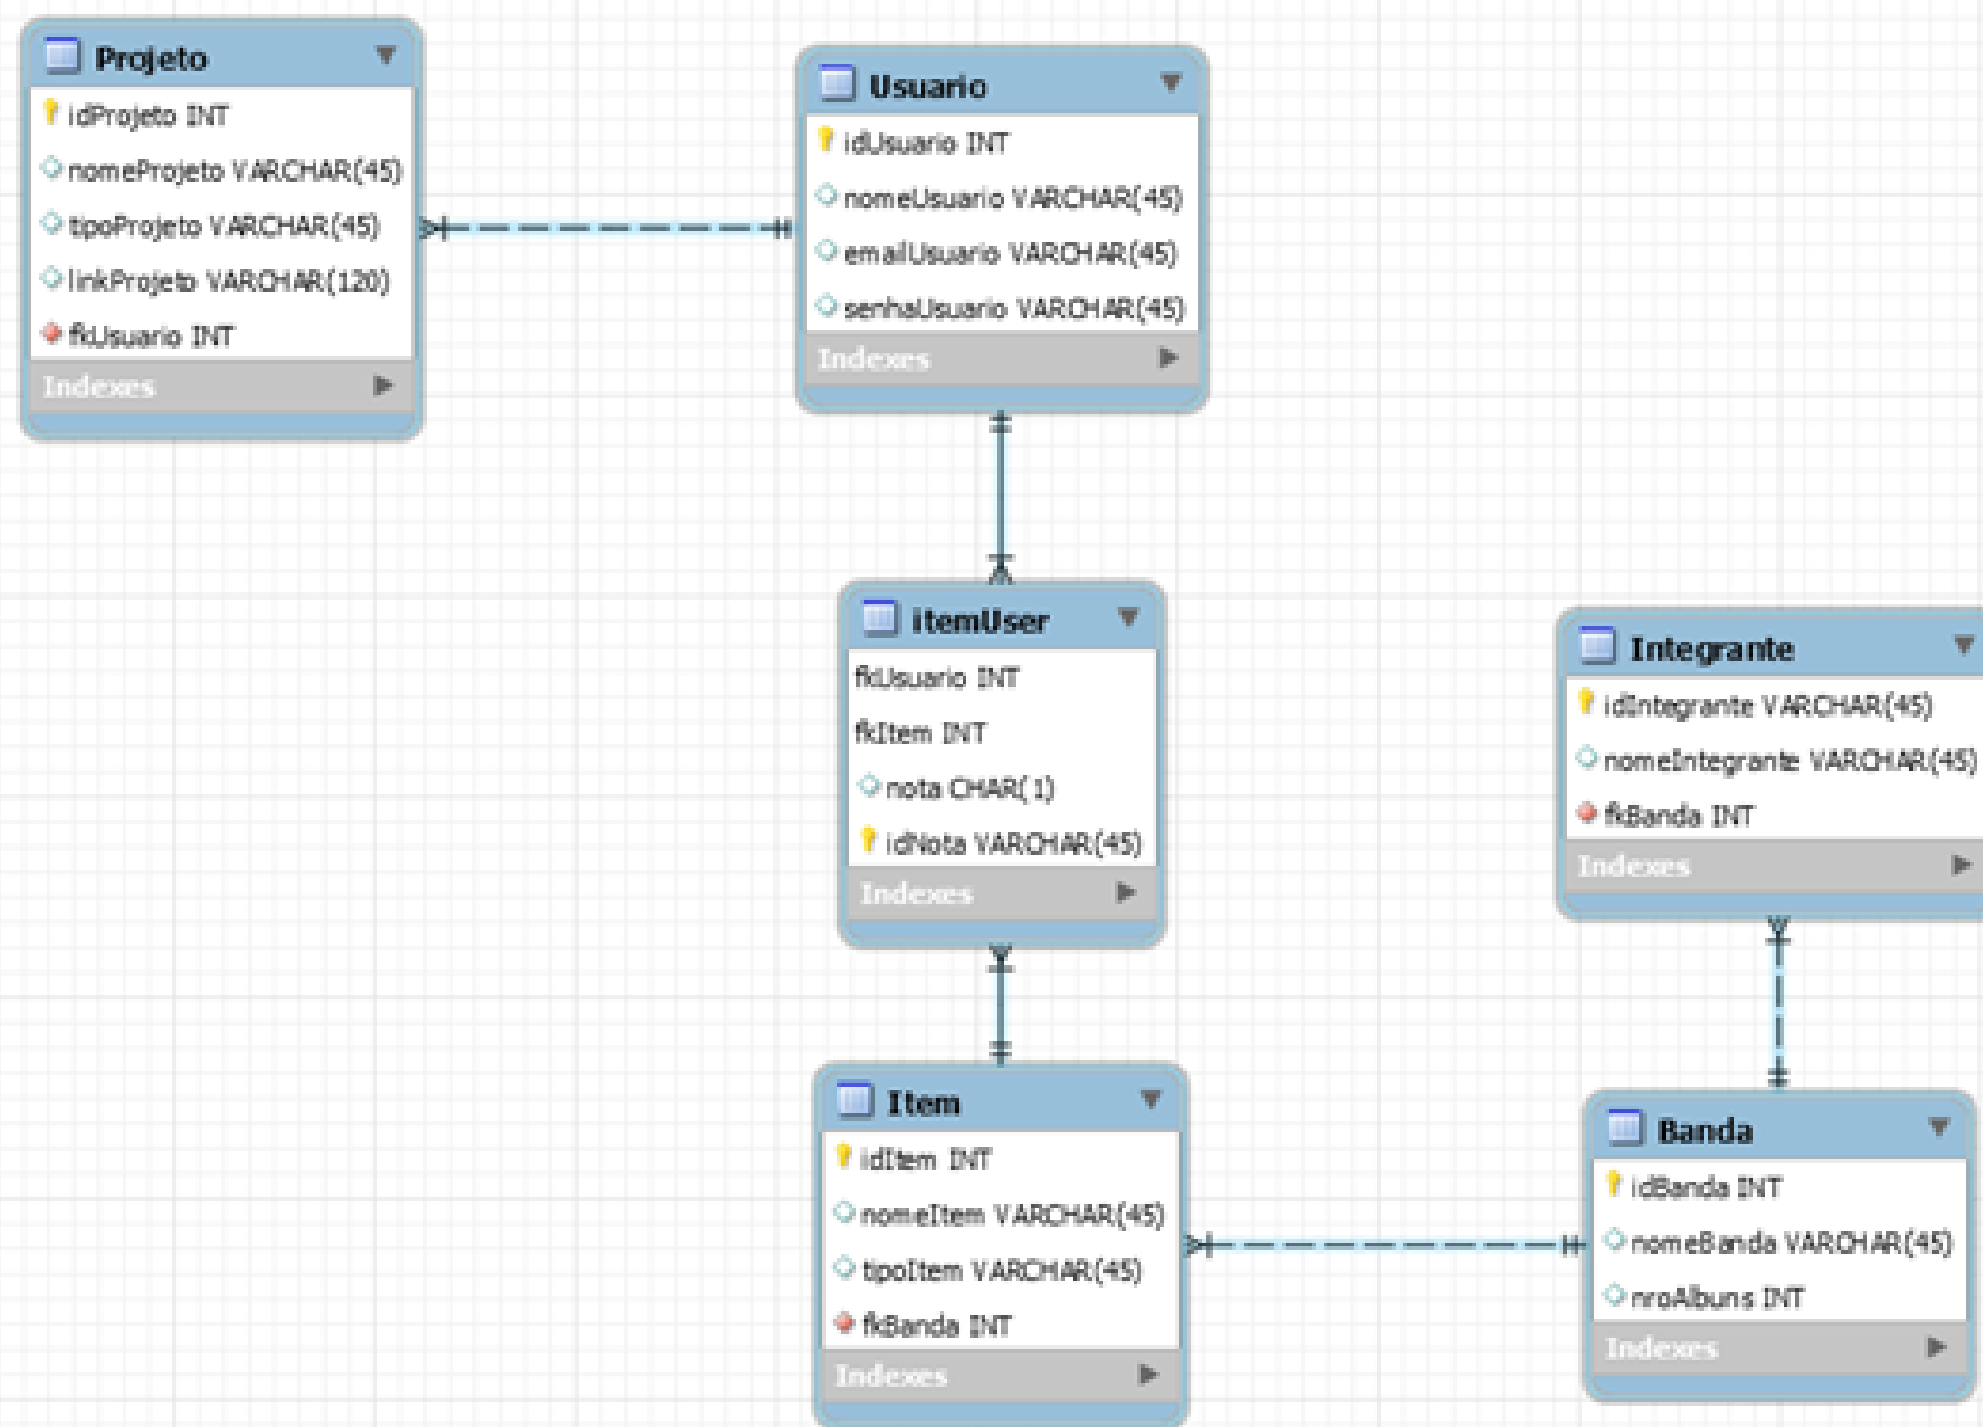 Projeto
idProjeto INT
nomeProjeto VARCHAR(45)
tipoProjeto VARCHAR(45)
linkProjeto VARCHAR(120)
fkUsuario INT
Indexes
Usuario
idUsuario INT
nomeUsuario VARCHAR(45)
emailUsuario VARCHAR(45)
senhaUsuario VARCHAR(45)
Indexes
itemUser
fkUsuario INT
fkItem INT
nota CHAR(1)
idNota VARCHAR(45)
Indexes
Integrante
idIntegrante VARCHAR(45)
nomeIntegrante VARCHAR(45)
fkBanda INT
Indexes
Item
idItem INT
nomeItem VARCHAR(45)
tipoItem VARCHAR(45)
fkBanda INT
Indexes
Banda
idBanda INT
nomeBanda VARCHAR(45)
nroAlbuns INT
Indexes